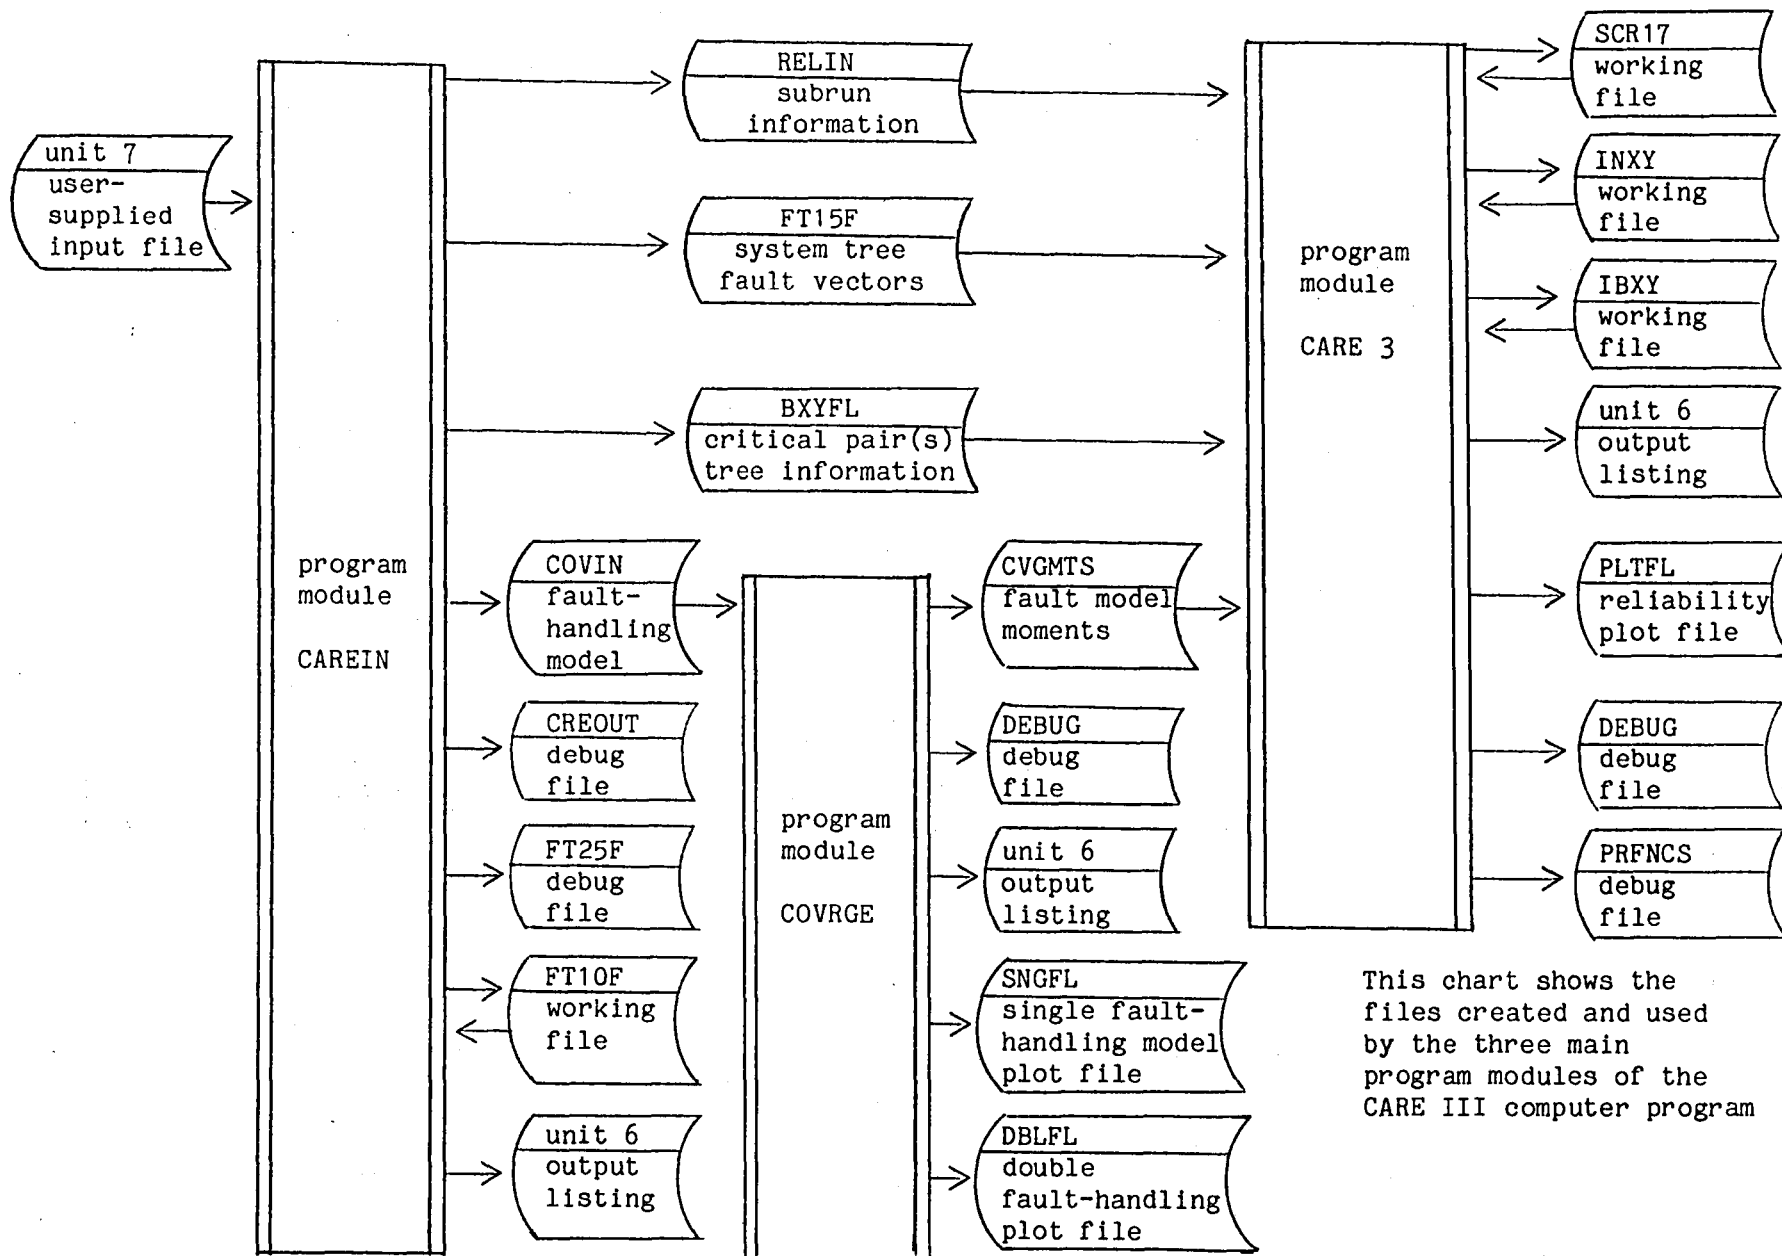 unit 7
user-
supplied
input file
program
module
CAREIN
RELIN
subrun
information
FT15F
system tree
fault vectors
BXYFL
critical pair(s)
tree information
COVIN
fault-
handling
model
CREOUT
debug
file
FT25F
debug
file
FT10F
working
file
unit 6
output
listing
program
module
COVRGE
CVGMTS
fault model
moments
DEBUG
debug
file
unit 6
output
listing
SNGFL
single fault-
handling model
plot file
DBLFL
double
fault-handling
plot file
program
module
CARE 3
SCR17
working
file
INXY
working
file
IBXY
working
file
unit 6
output
listing
PLTFL
reliability
plot file
DEBUG
debug
file
PRFNCS
debug
file
This chart shows the
files created and used
by the three main
program modules of the
CARE III computer program